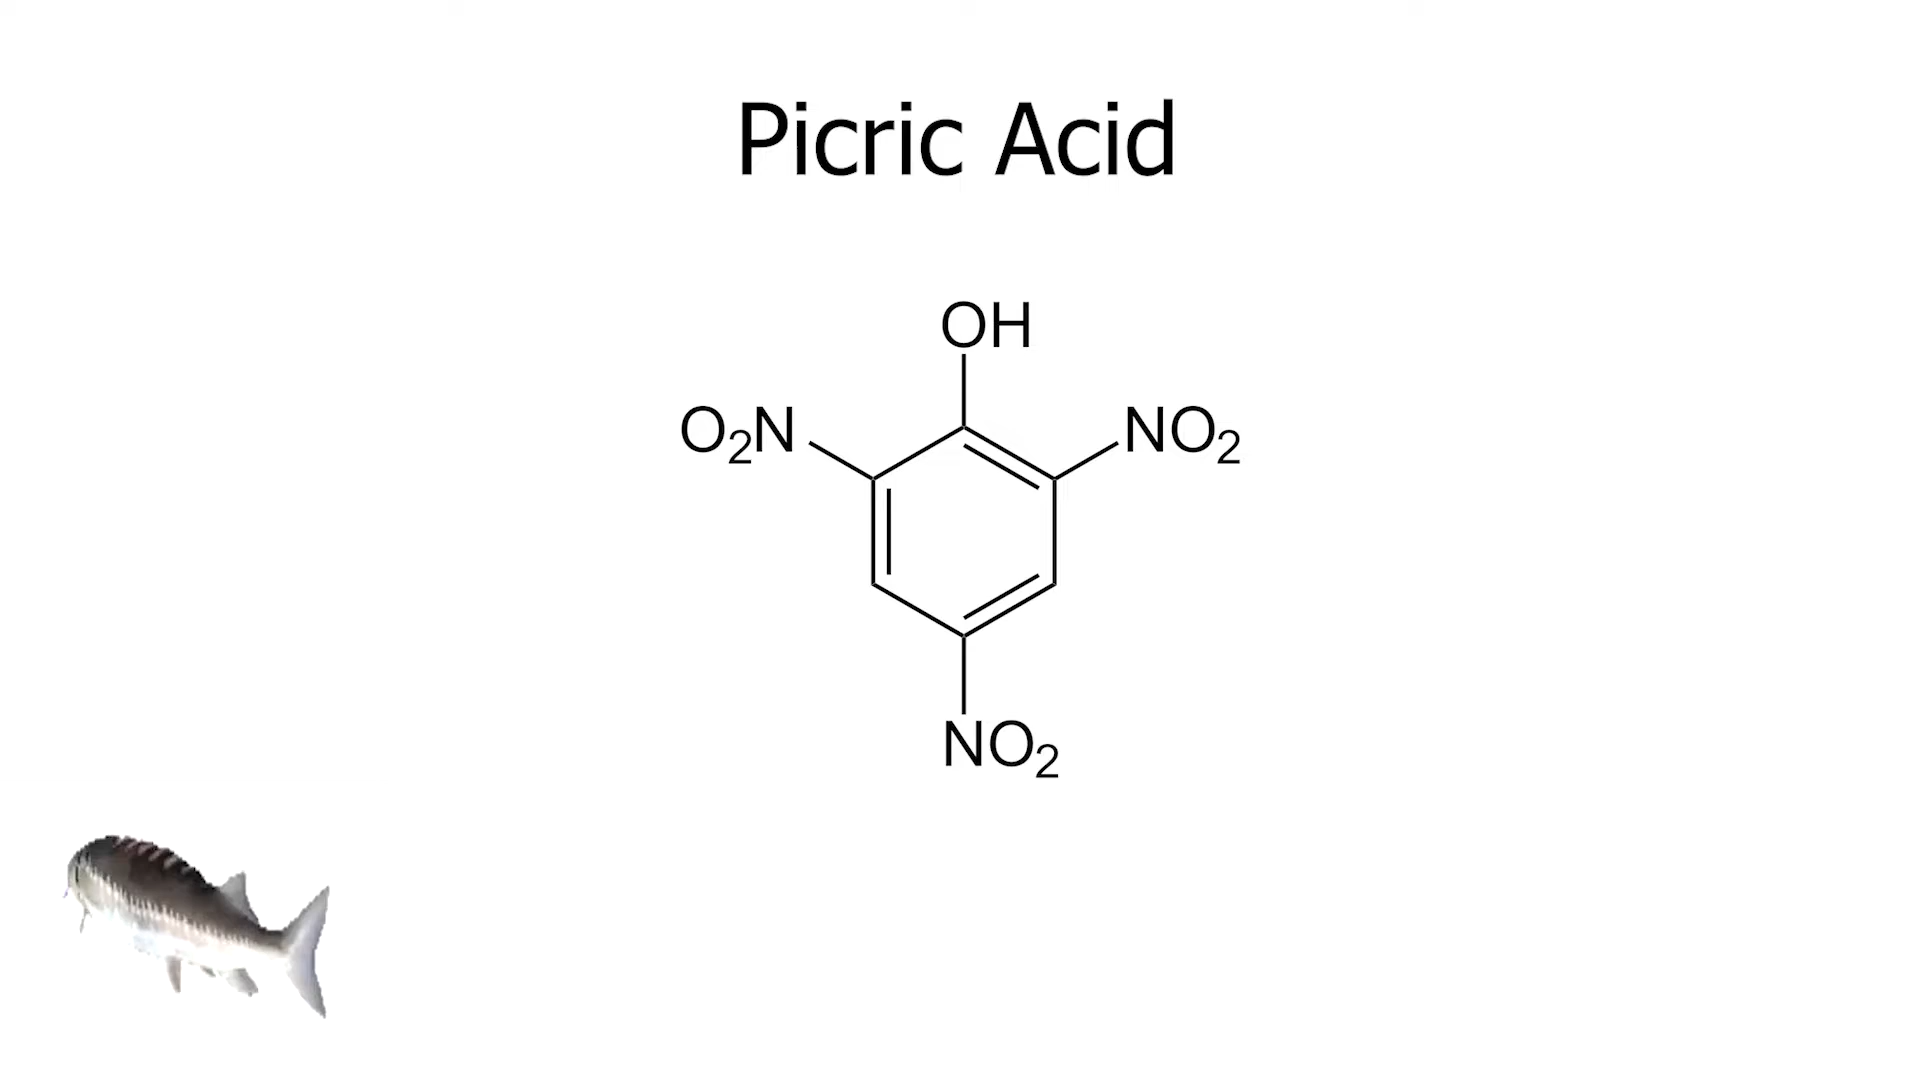 Picric Acid
OH
O₂N
NO₂
NO₂